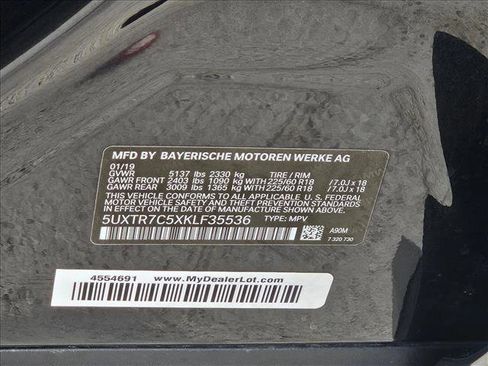 MFD BY BAYERISCHE MOTOREN WERKE AG
01/19
GVWR 5137 lbs 2330 kg TIRE / RIM
GAWR FRONT 2403 lbs 1090 kg WITH 225/60 R18 /7.0J x 18
GAWR REAR 3009 lbs 1365 kg WITH 225/60 R18 /7.0J x 18
THIS VEHICLE CONFORMS TO ALL APPLICABLE U.S. FEDERAL
MOTOR VEHICLE SAFETY, BUMPER, AND THEFT PREVENTION
STANDARDS IN EFFECT ON THE DATE OF MANUFACTURE SHOWN ABOVE.
5UXTR7C5XKLF35536 TYPE: MPV A90M
7 320 730
4554691 www.MyDealerLot.com